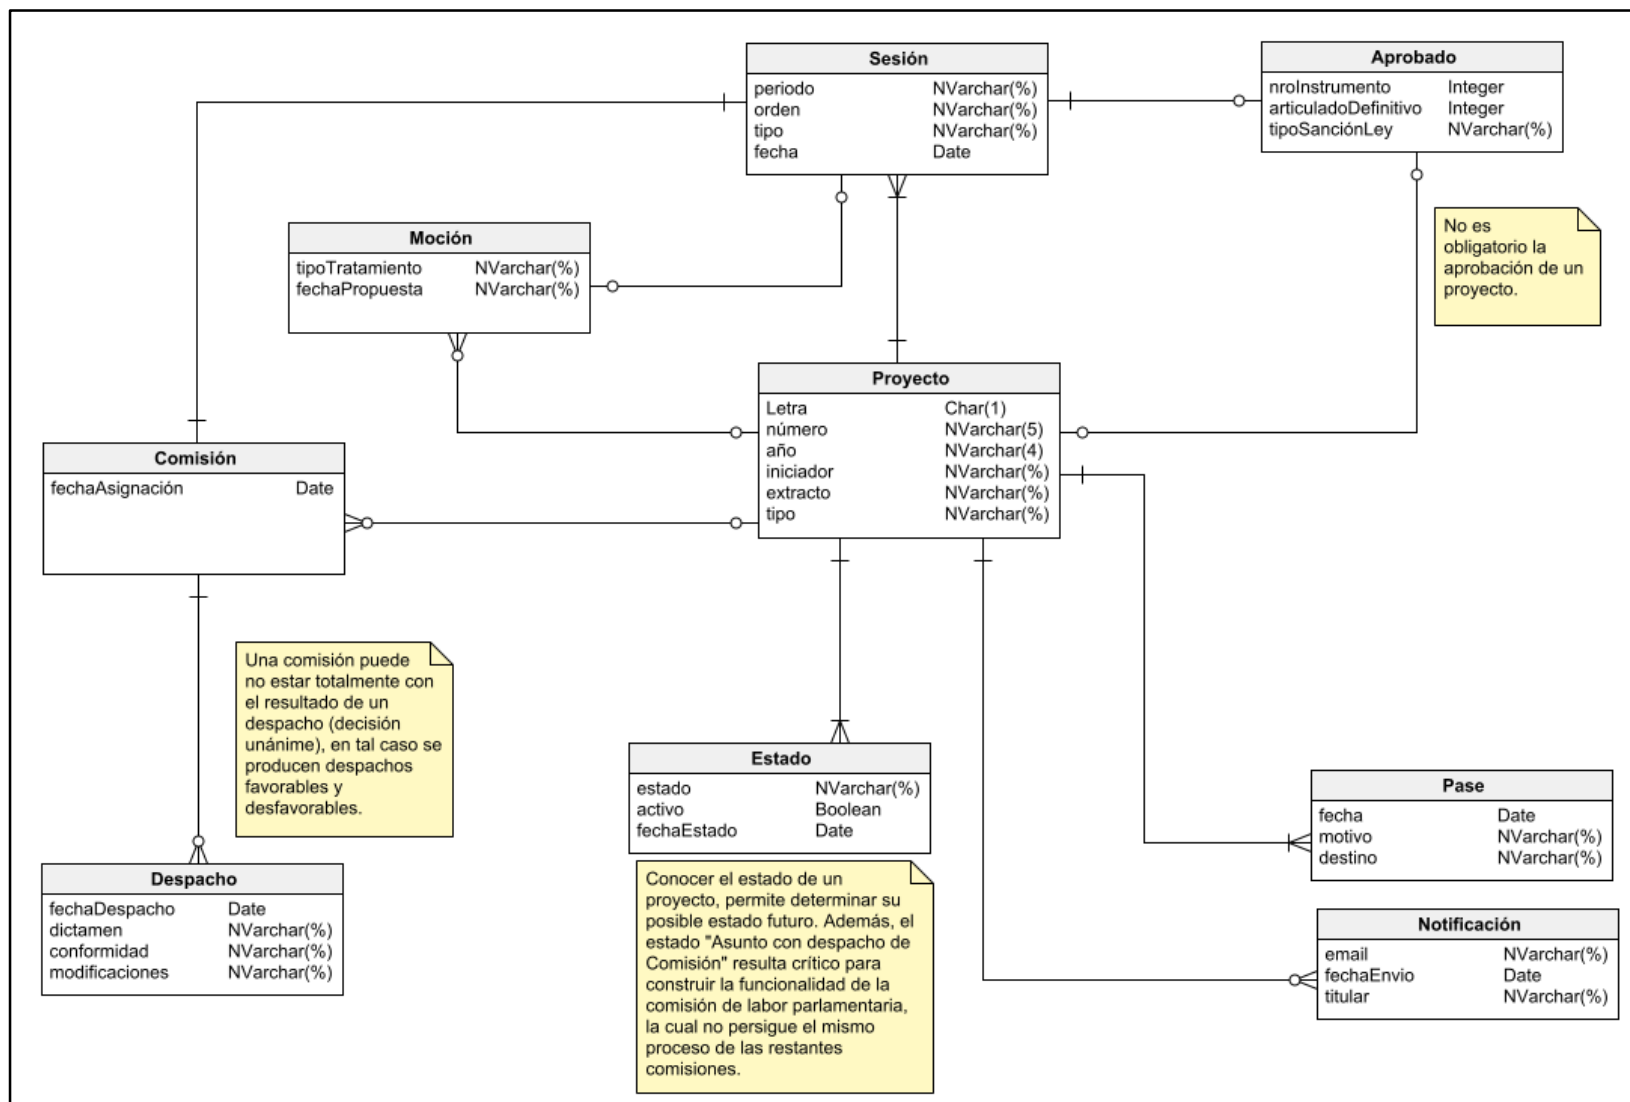 Sesión
periodo NVarchar(%)
orden NVarchar(%)
tipo NVarchar(%)
fecha Date
Aprobado
nroInstrumento Integer
articuladoDefinitivo Integer
tipoSanciónLey NVarchar(%)
No es
obligatorio la
aprobación de un
proyecto.
Moción
tipoTratamiento NVarchar(%)
fechaPropuesta NVarchar(%)
Proyecto
Letra Char(1)
número NVarchar(5)
año NVarchar(4)
iniciador NVarchar(%)
extracto NVarchar(%)
tipo NVarchar(%)
Comisión
fechaAsignación Date
Una comisión puede
no estar totalmente con
el resultado de un
despacho (decisión
unánime), en tal caso se
producen despachos
favorables y
desfavorables.
Estado
estado NVarchar(%)
activo Boolean
fechaEstado Date
Pase
fecha Date
motivo NVarchar(%)
destino NVarchar(%)
Despacho
fechaDespacho Date
dictamen NVarchar(%)
conformidad NVarchar(%)
modificaciones NVarchar(%)
Conocer el estado de un
proyecto, permite determinar su
posible estado futuro. Además, el
estado "Asunto con despacho de
Comisión" resulta crítico para
construir la funcionalidad de la
comisión de labor parlamentaria,
la cual no persigue el mismo
proceso de las restantes
comisiones.
Notificación
email NVarchar(%)
fechaEnvio Date
titular NVarchar(%)